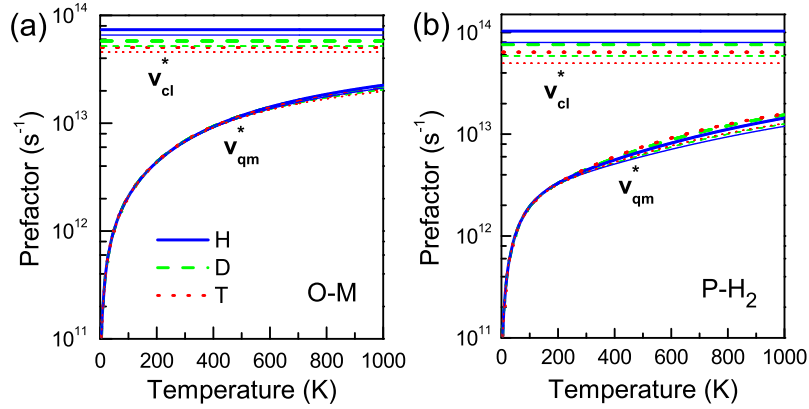 (a)
10^14
10^13
10^12
10^11
Prefactor (s^-1)
v*cl
v*qm
H
D
T
O-M
0 200 400 600 800 1000
Temperature (K)
(b)
10^14
10^13
10^12
10^11
Prefactor (s^-1)
v*cl
v*qm
P-H2
0 200 400 600 800 1000
Temperature (K)